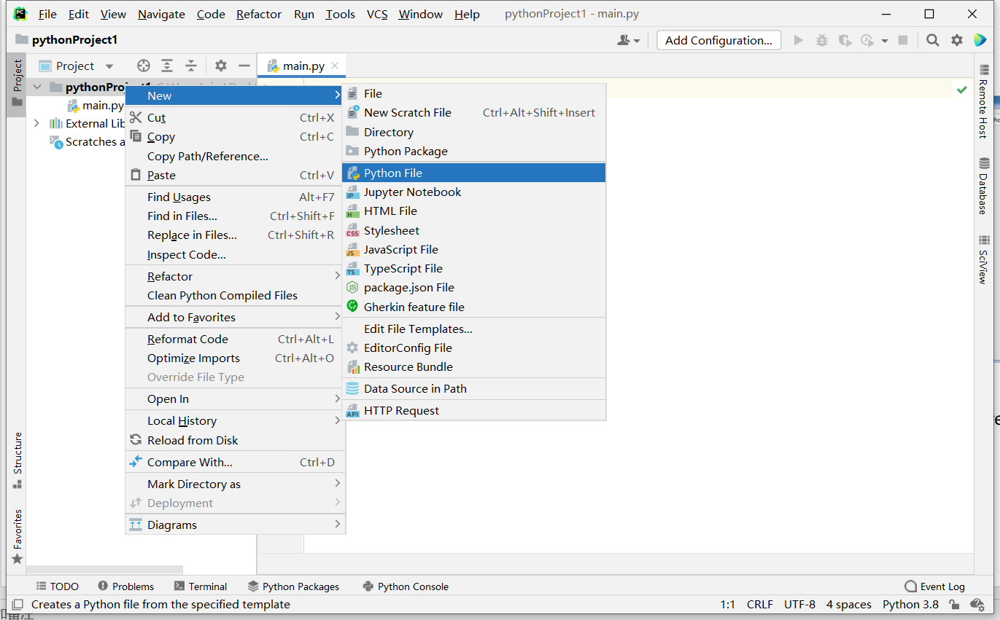 File Edit View Navigate Code Refactor Run Tools VCS Window Help pythonProject1 - main.py
pythonProject1 Add Configuration...
Project main.py
Project
pythonProj
main.py
External Lib
Scratches a
New
Cut Ctrl+X
Copy Ctrl+C
Copy Path/Reference...
Paste Ctrl+V
Find Usages Alt+F7
Find in Files... Ctrl+Shift+F
Replace in Files... Ctrl+Shift+R
Inspect Code...
Refactor
Clean Python Compiled Files
Add to Favorites
Reformat Code Ctrl+Alt+L
Optimize Imports Ctrl+Alt+O
Override File Type
Open In
Local History
Reload from Disk
Compare With... Ctrl+D
Mark Directory as
Deployment
Diagrams
File
New Scratch File Ctrl+Alt+Shift+Insert
Directory
Python Package
Python File
Jupyter Notebook
HTML File
Stylesheet
JavaScript File
TypeScript File
package.json File
Gherkin feature file
Edit File Templates...
EditorConfig File
Resource Bundle
Data Source in Path
HTTP Request
Remote Host
Database
SciView
Structure
Favorites
TODO Problems Terminal Python Packages Python Console Event Log
Creates a Python file from the specified template 1:1 CRLF UTF-8 4 spaces Python 3.8